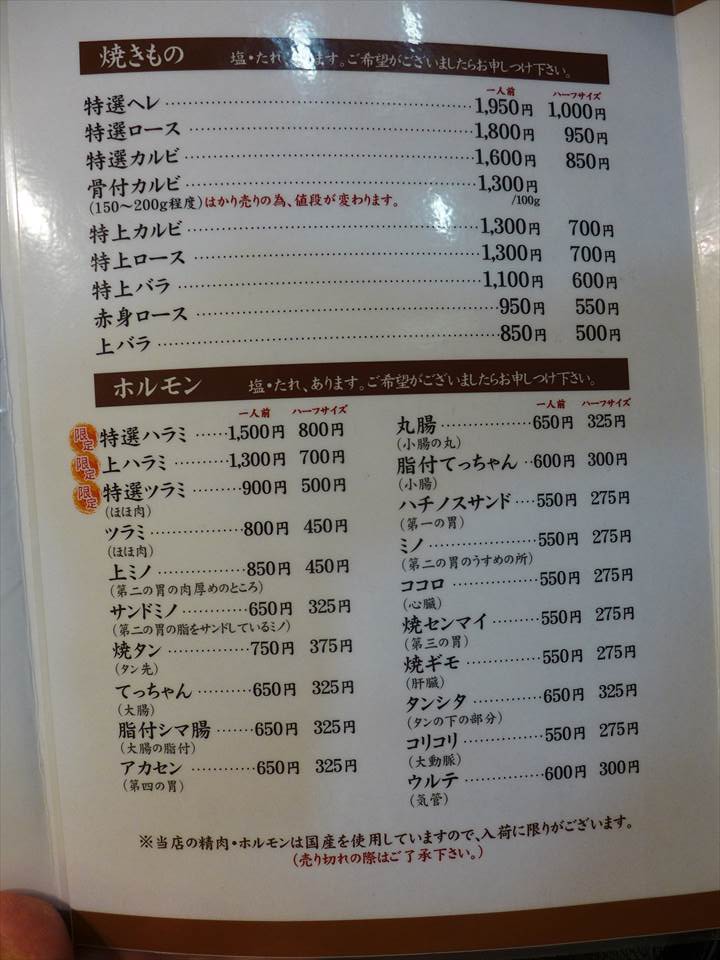 焼きもの 塩・たれ、あります。ご希望がございましたらお申しつけ下さい。
一人前 ハーフサイズ
特選ヘレ 1,950円 1,000円
特選ロース 1,800円 950円
特選カルビ 1,600円 850円
骨付カルビ 1,300円
(150〜200g程度)はかり売りの為、値段が変わります。 /100g
特上カルビ 1,300円 700円
特上ロース 1,300円 700円
特上バラ 1,100円 600円
赤身ロース 950円 550円
上バラ 850円 500円
ホルモン 塩・たれ、あります。ご希望がございましたらお申しつけ下さい。
一人前 ハーフサイズ
限定 特選ハラミ 1,500円 800円
限定 上ハラミ 1,300円 700円
限定 特選ツラミ 900円 500円
(ほほ肉)
ツラミ 800円 450円
(ほほ肉)
上ミノ 850円 450円
(第二の胃の肉厚めのところ)
サンドミノ 650円 325円
(第二の胃の脂をサンドしているミノ)
焼タン 750円 375円
(タン先)
てっちゃん 650円 325円
(大腸)
脂付シマ腸 650円 325円
(大腸の脂付)
アカセン 650円 325円
(第四の胃)
一人前 ハーフサイズ
丸腸 650円 325円
(小腸の丸)
脂付てっちゃん 600円 300円
(小腸)
ハチノスサンド 550円 275円
(第一の胃)
ミノ 550円 275円
(第二の胃のうすめの所)
ココロ 550円 275円
(心臓)
焼センマイ 550円 275円
(第三の胃)
焼ギモ 550円 275円
(肝臓)
タンシタ 650円 325円
(タンの下の部分)
コリコリ 550円 275円
(大動脈)
ウルテ 600円 300円
(気管)
※当店の精肉・ホルモンは国産を使用していますので、入荷に限りがございます。
(売り切れの際はご了承下さい。)